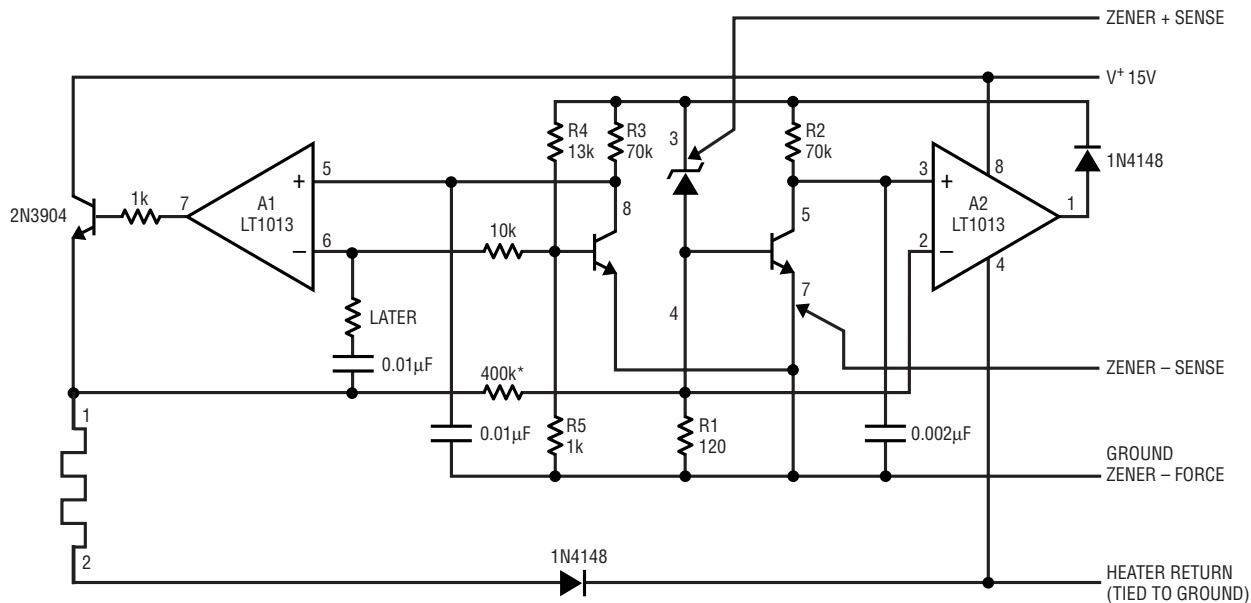 ZENER + SENSE
V+ 15V
R4
13k
R3
70k
3
R2
70k
1N4148
5
+
A1
LT1013
7
1k
2N3904
6
–
10k
8
5
3
+
8
A2
LT1013
1
2
–
4
7
4
LATER
0.01µF
400k*
ZENER – SENSE
1
0.01µF
R5
1k
R1
120
0.002µF
GROUND
ZENER – FORCE
2
1N4148
HEATER RETURN
(TIED TO GROUND)